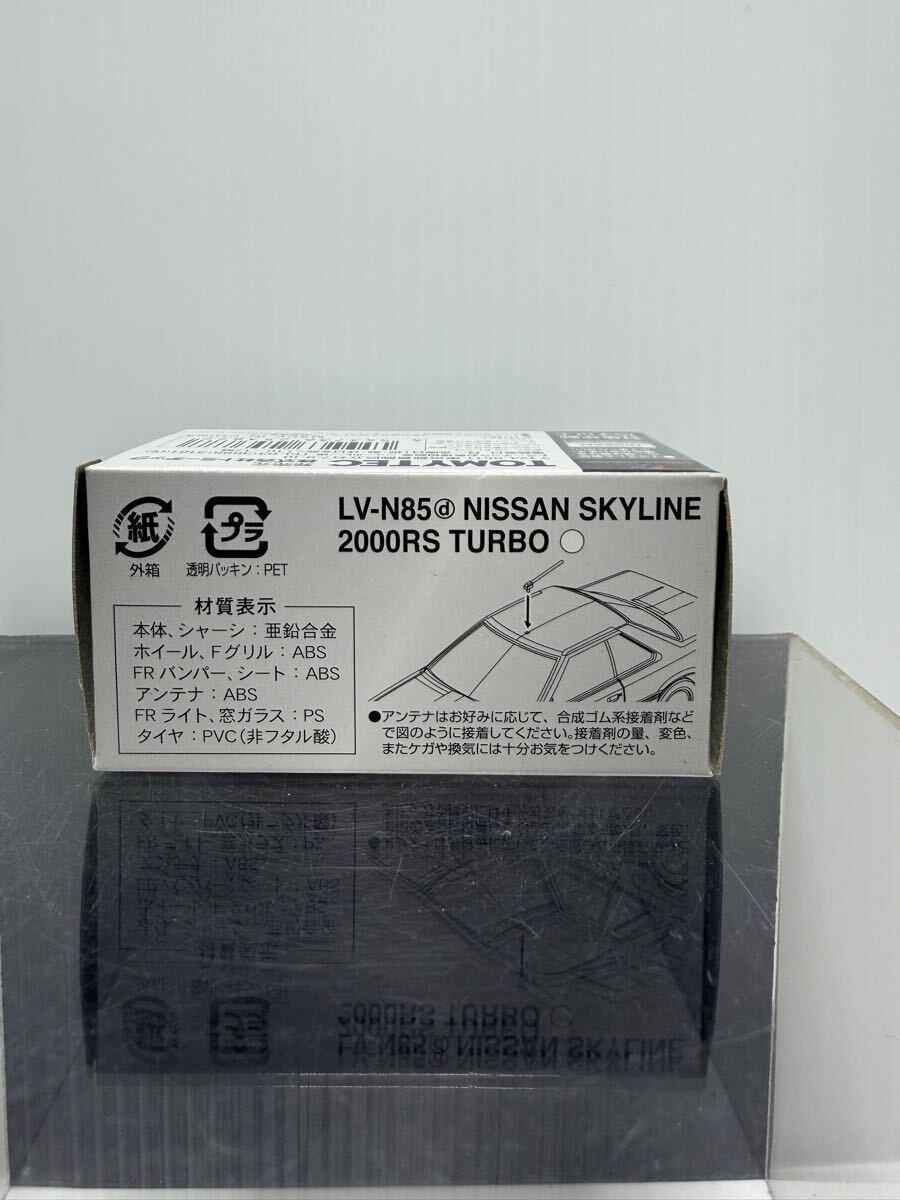 TOMYTEC
LV-N85ⓓ NISSAN SKYLINE
2000RS TURBO ○
紙
外箱
プラ
透明パッキン：PET
材質表示
本体、シャーシ：亜鉛合金
ホイール、Fグリル：ABS
FRバンパー、シート：ABS
アンテナ：ABS
FRライト、窓ガラス：PS
タイヤ：PVC(非フタル酸)
●アンテナはお好みに応じて、合成ゴム系接着剤など
で図のように接着してください。接着剤の量、変色、
またケガや換気には十分お気をつけください。